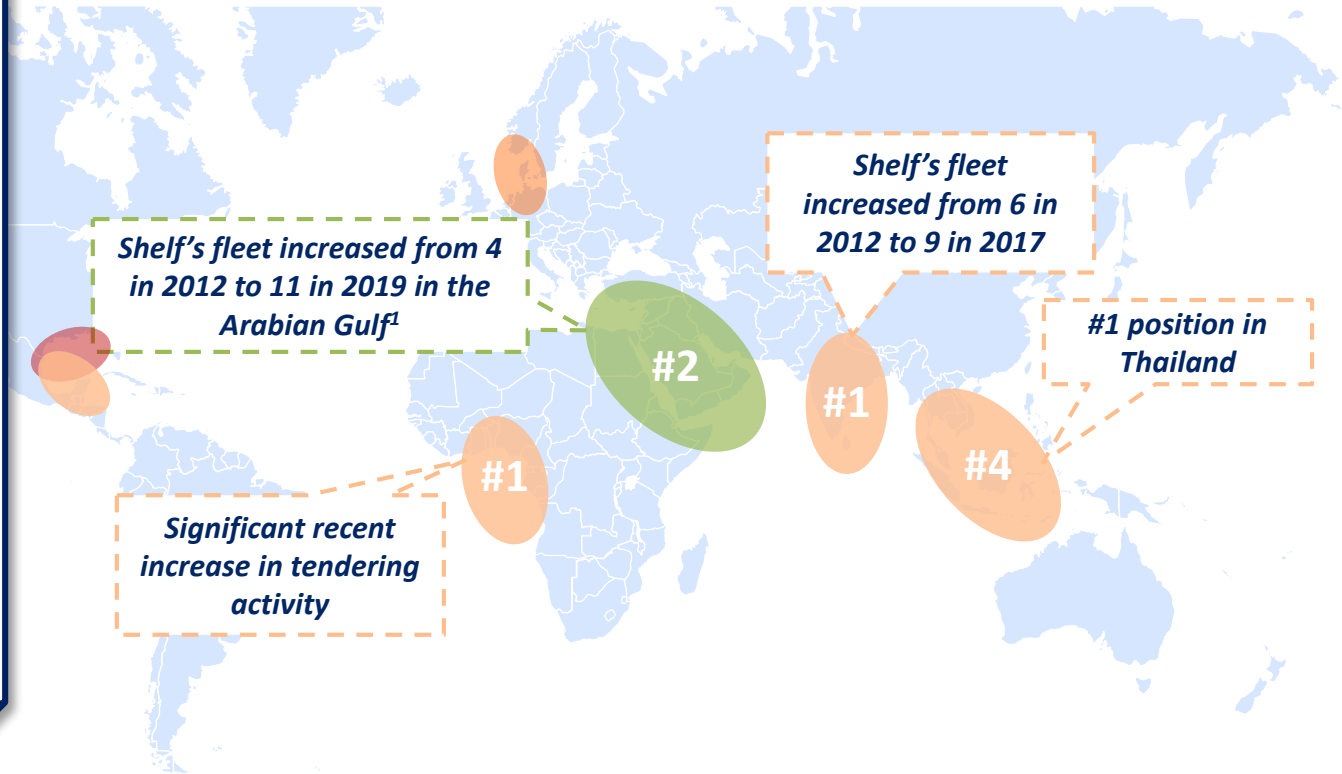 Shelf’s fleet
increased from 6 in
2012 to 9 in 2017
Shelf’s fleet increased from 4
in 2012 to 11 in 2019 in the
Arabian Gulf1
#1 position in
Thailand
#2
#1
#4
#1
Significant recent
increase in tendering
activity